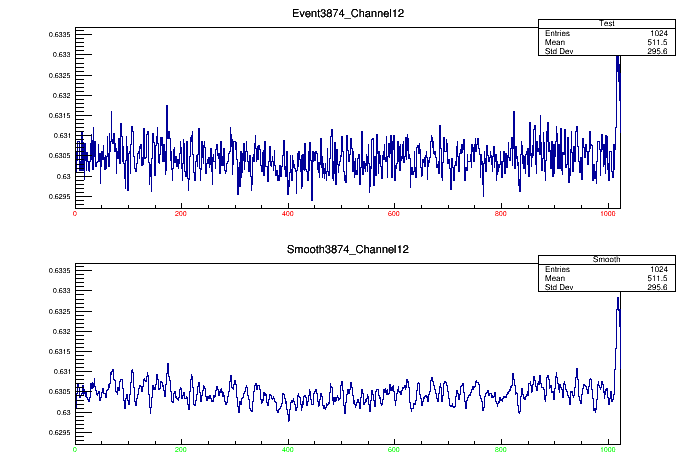 Event3874_Channel12
Test
Entries 1024
Mean 511.5
Std Dev 295.6
0.6335
0.633
0.6325
0.632
0.6315
0.631
0.6305
0.63
0.6295
0 200 400 600 800 1000
Smooth3874_Channel12
Smooth
Entries 1024
Mean 511.5
Std Dev 295.6
0.6335
0.633
0.6325
0.632
0.6315
0.631
0.6305
0.63
0.6295
0 200 400 600 800 1000